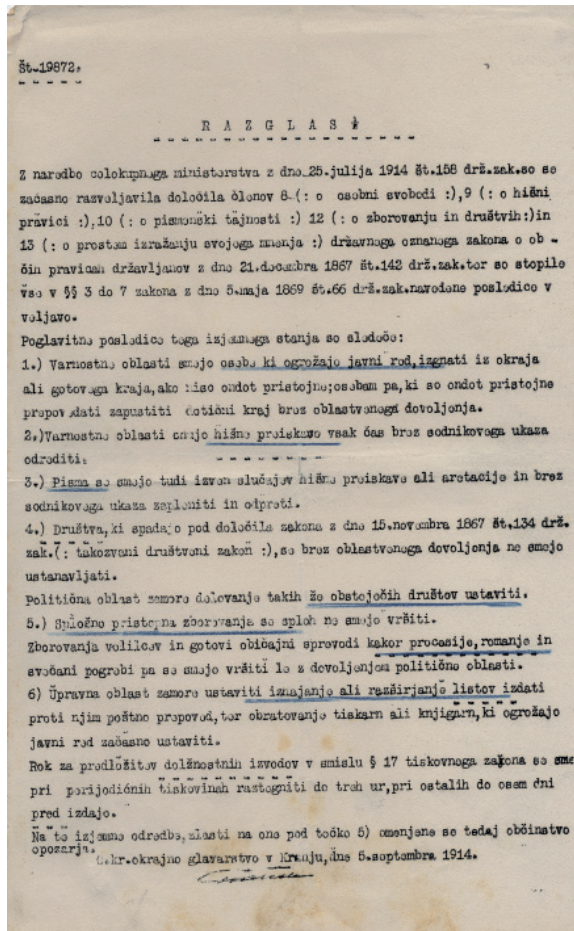 Št.19872.
RAZGLAS!
Z naredbo celokupnega ministerstva z dne 25.julija 1914 št.158 drž.zak.so se
začasno razveljavila določila členov 8 (: o osebni svobodi :),9 (: o hišni
pravici :),10 (: o pismenski tajnosti :) 12 (: o zborovanju in društvih:)in
13 (: o prostem izražanju svojega mnenja :) državnega osnovnega zakona o ob -
čin pravicah državljanov z dne 21.decembra 1867 št.142 drž.zak.ter so stopile
vse v §§ 3 do 7 zakona z dne 5.maja 1869 št.66 drž.zak.navedene posledice v
veljavo.
Poglavitne posledice tega izjemnega stanja so sledeče:
1.) Varnostne oblasti smejo osebe ki ogrožajo javni red,izgnati iz okraja
ali gotovega kraja,ako niso ondot pristojne;osebam pa,ki so ondot pristojne
prepovedati zapustiti dotični kraj brez oblastvenega dovoljenja.
2.)Varnostne oblasti smejo hišne preiskave vsak čas brez sodnikovega ukaza
odrediti.
3.) Pisma se smejo tudi izven slučajev hišne preiskave ali aretacije in brez
sodnikovega ukaza zapleniti in odpreti.
4.) Društva,ki spadajo pod določila zakona z dne 15.novembra 1867 št.134 drž.
zak.(: takozvani društveni zakon :),se brez oblastvenega dovoljenja ne smejo
ustanavljati.
Politična oblast zamore delovanje takih že obstoječih društev ustaviti.
5.) Splošno pristopna zborovanja se sploh ne smejo vršiti.
Zborovanja volilcev in gotovi običajni sprevodi kakor procesije,romanje in
svečani pogrebi pa se smejo vršiti le z dovoljenjem politične oblasti.
6) Upravna oblast zamore ustaviti izhajanje ali razširjanje listov izdati
proti njim poštno prepoved,ter obratovanje tiskarn ali knjigarn,ki ogrožajo
javni red začasno ustaviti.
Rok za predložitev dolžnostnih izvodov v smislu § 17 tiskovnega zakona se sme
pri perijodičnih tiskovinah raztegniti do treh ur,pri ostalih do osem dni
pred izdajo.
Na te izjemne odredbe,zlasti na one pod točko 5) omenjene se tedaj občinstvo
opozarja.
C.kr.okrajno glavarstvo v Kranju,dne 5.septembra 1914.